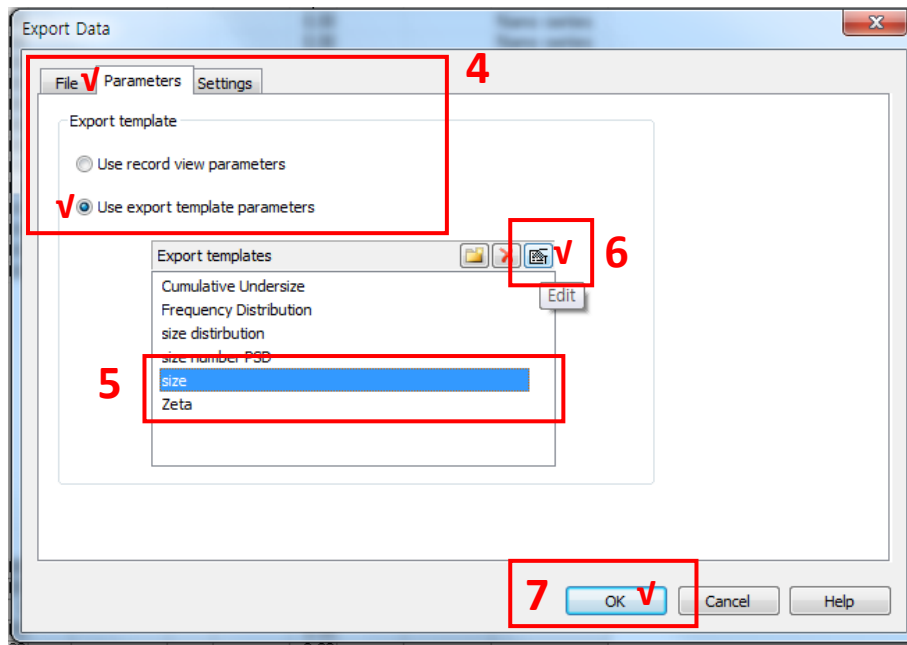 Export Data
4
File √ Parameters Settings
Export template
Use record view parameters
√ Use export template parameters
Export templates √ 6
Edit
Cumulative Undersize
Frequency Distribution
size distirbution
size number PSD
5 size
Zeta
7 OK √ Cancel Help